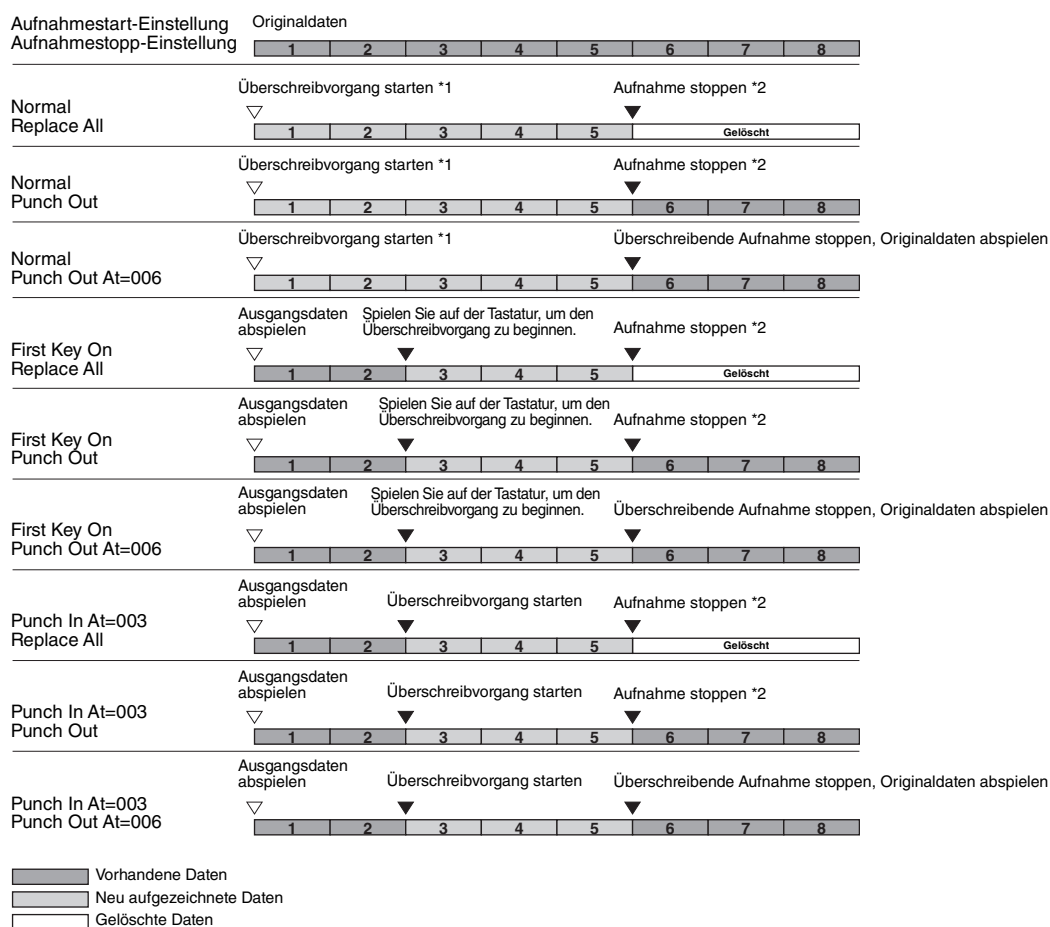 Aufnahmestart-Einstellung
Aufnahmestopp-Einstellung
Originaldaten
1 2 3 4 5 6 7 8
Normal
Replace All
Überschreibvorgang starten *1
Aufnahme stoppen *2
1 2 3 4 5 Gelöscht
Normal
Punch Out
Überschreibvorgang starten *1
Aufnahme stoppen *2
1 2 3 4 5 6 7 8
Normal
Punch Out At=006
Überschreibvorgang starten *1
Überschreibende Aufnahme stoppen, Originaldaten abspielen
1 2 3 4 5 6 7 8
First Key On
Replace All
Ausgangsdaten
abspielen
Spielen Sie auf der Tastatur, um den
Überschreibvorgang zu beginnen.
Aufnahme stoppen *2
1 2 3 4 5 Gelöscht
First Key On
Punch Out
Ausgangsdaten
abspielen
Spielen Sie auf der Tastatur, um den
Überschreibvorgang zu beginnen.
Aufnahme stoppen *2
1 2 3 4 5 6 7 8
First Key On
Punch Out At=006
Ausgangsdaten
abspielen
Spielen Sie auf der Tastatur, um den
Überschreibvorgang zu beginnen.
Überschreibende Aufnahme stoppen, Originaldaten abspielen
1 2 3 4 5 6 7 8
Punch In At=003
Replace All
Ausgangsdaten
abspielen
Überschreibvorgang starten
Aufnahme stoppen *2
1 2 3 4 5 Gelöscht
Punch In At=003
Punch Out
Ausgangsdaten
abspielen
Überschreibvorgang starten
Aufnahme stoppen *2
1 2 3 4 5 6 7 8
Punch In At=003
Punch Out At=006
Ausgangsdaten
abspielen
Überschreibvorgang starten
Überschreibende Aufnahme stoppen, Originaldaten abspielen
1 2 3 4 5 6 7 8
Vorhandene Daten
Neu aufgezeichnete Daten
Gelöschte Daten